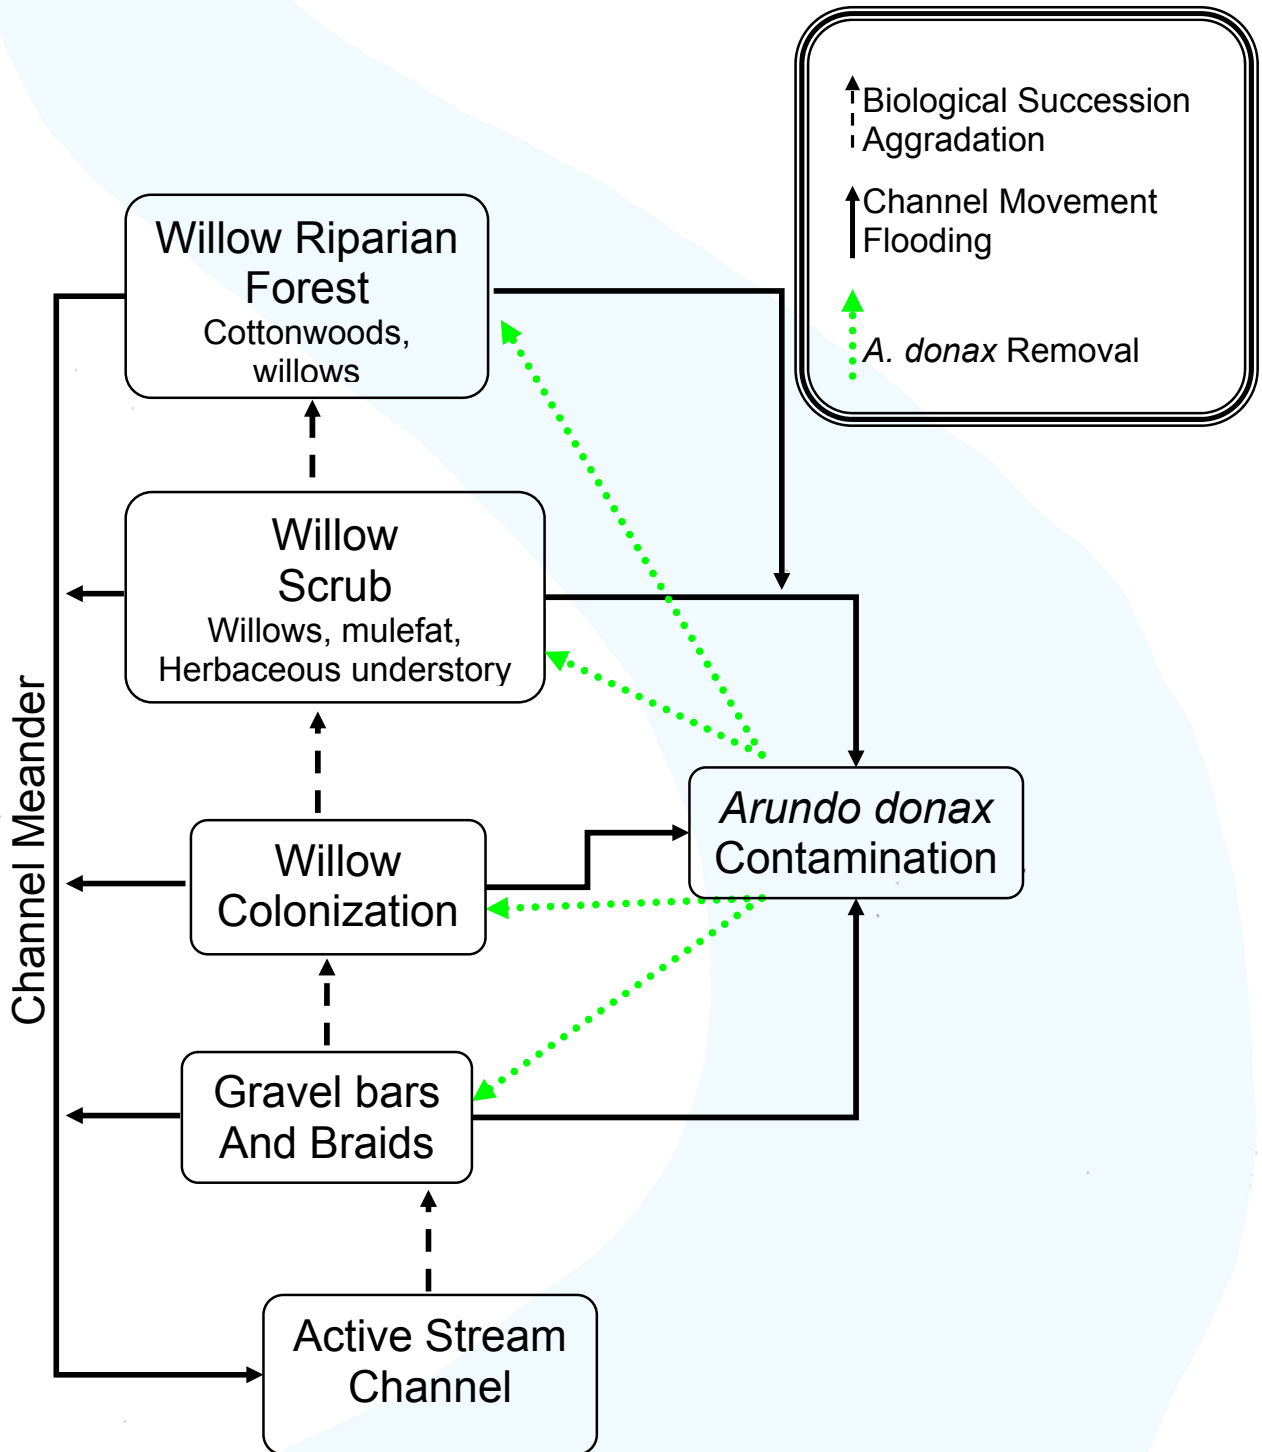 Biological Succession
Aggradation
Channel Movement
Flooding
A. donax Removal
Willow Riparian
Forest
Cottonwoods,
willows
Willow
Scrub
Willows, mulefat,
Herbaceous understory
Channel Meander
Arundo donax
Contamination
Willow
Colonization
Gravel bars
And Braids
Active Stream
Channel